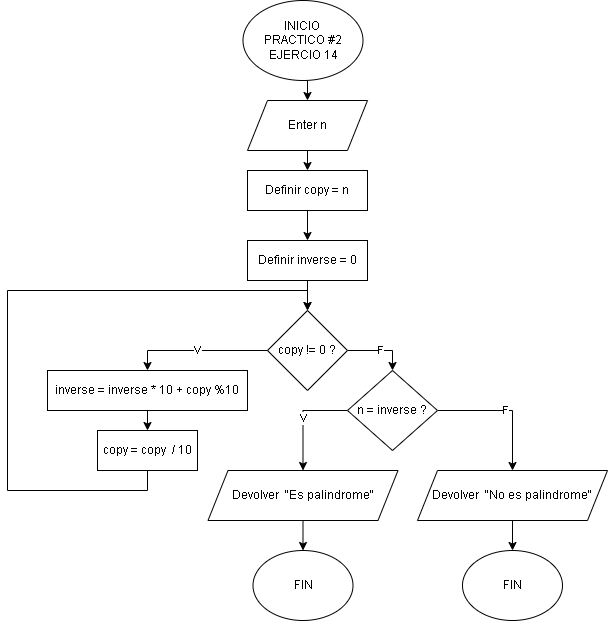 INICIO
PRACTICO #2
EJERCIO 14
Enter n
Definir copy = n
Definir inverse = 0
copy != 0 ?
V
F
inverse = inverse * 10 + copy %10
n = inverse ?
V
F
copy = copy / 10
Devolver "Es palindrome"
Devolver "No es palindrome"
FIN
FIN